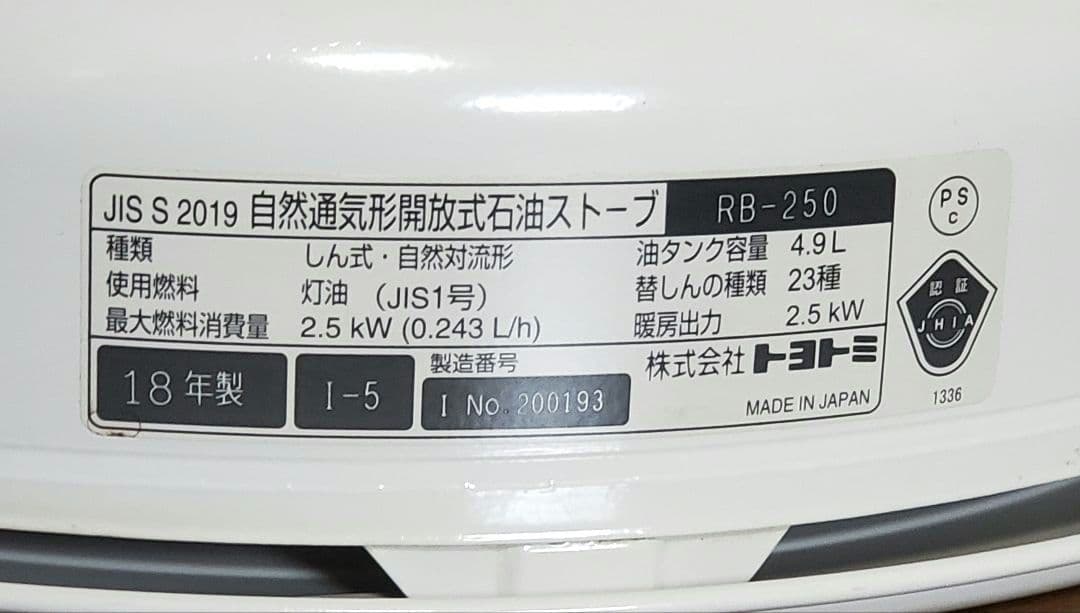 JIS S 2019 自然通気形開放式石油ストーブ RB-250
種類 しん式・自然対流形
使用燃料 灯油 (JIS1号)
最大燃料消費量 2.5 kW (0.243 L/h)
油タンク容量 4.9L
替しんの種類 23種
暖房出力 2.5 kW
18年製 I-5
製造番号
I No.200193
株式会社 トヨトミ
MADE IN JAPAN
PS
C
認証
JHIA
1336